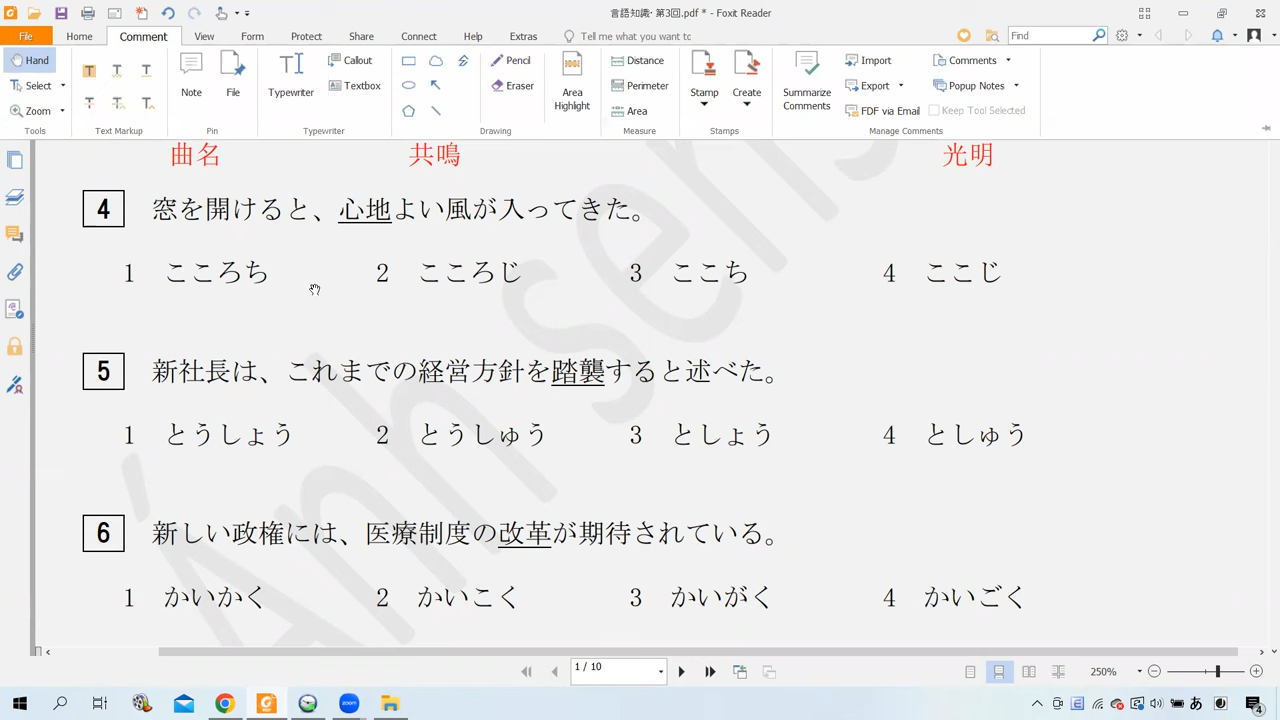 言語知識· 第3回.pdf * - Foxit Reader
File Home Comment View Form Protect Share Connect Help Extras Tell me what you want to Find
Hand
Select
Zoom
Tools
Text Markup
Note
File
Pin
Typewriter
Callout
Textbox
Typewriter
Pencil
Eraser
Drawing
Area Highlight
Distance
Perimeter
Area
Measure
Stamp
Create
Stamps
Summarize Comments
Import
Export
FDF via Email
Comments
Popup Notes
Keep Tool Selected
Manage Comments
曲名 共鳴 光明
4 窓を開けると、心地よい風が入ってきた。
1 こころち 2 こころじ 3 ここち 4 ここじ
5 新社長は、これまでの経営方針を踏襲すると述べた。
1 とうしょう 2 とうしゅう 3 としょう 4 としゅう
6 新しい政権には、医療制度の改革が期待されている。
1 かいかく 2 かいこく 3 かいがく 4 かいごく
Ánh sens
1 / 10
250%
zoom
あ
4